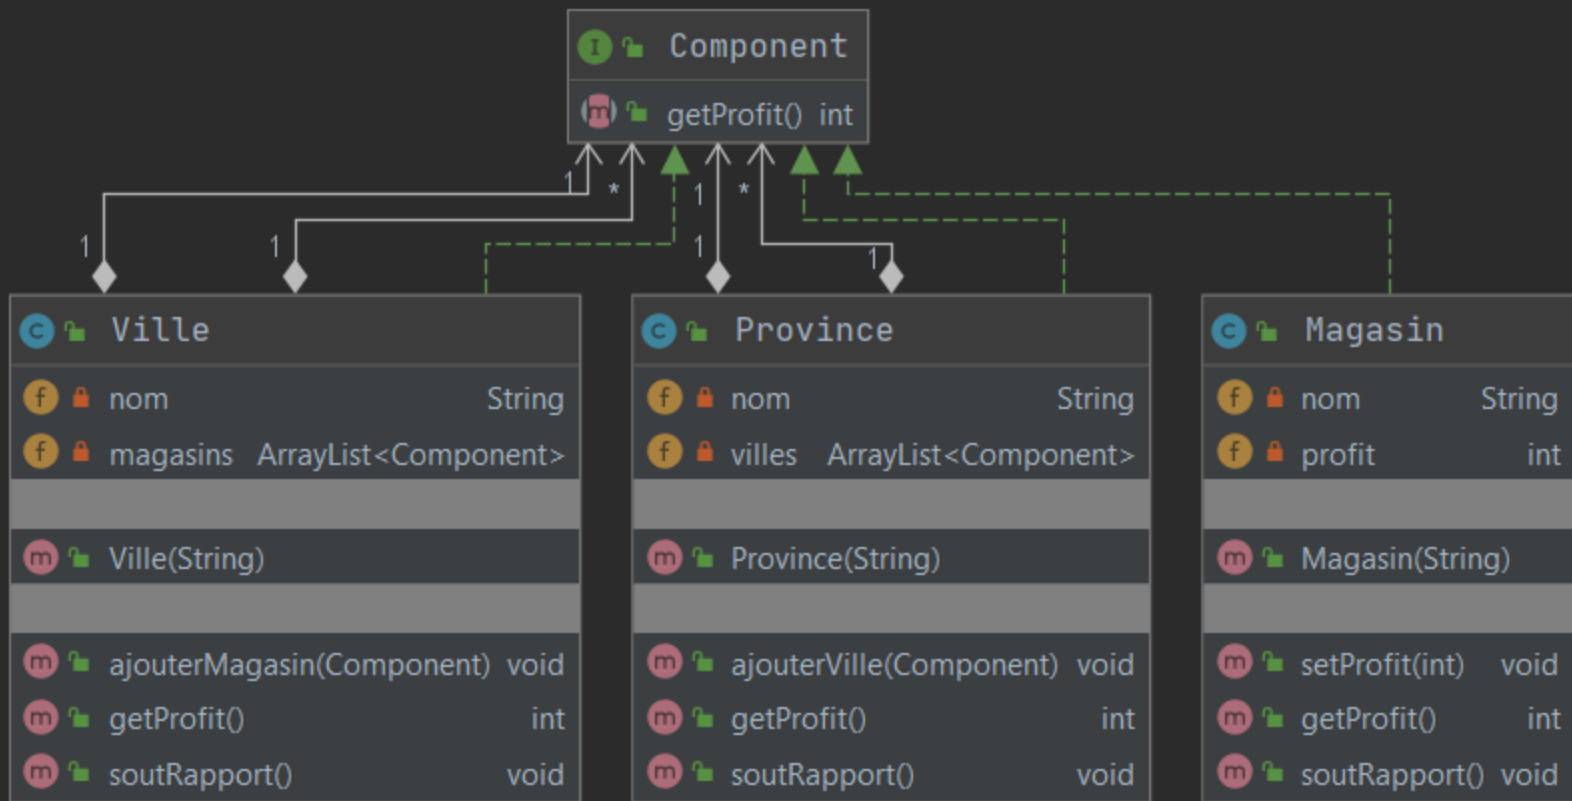 I Component
m getProfit() int
1 * 1 *
1 1 1 1
C Ville
f nom String
f magasins ArrayList<Component>
m Ville(String)
m ajouterMagasin(Component) void
m getProfit() int
m soutRapport() void
C Province
f nom String
f villes ArrayList<Component>
m Province(String)
m ajouterVille(Component) void
m getProfit() int
m soutRapport() void
C Magasin
f nom String
f profit int
m Magasin(String)
m setProfit(int) void
m getProfit() int
m soutRapport() void